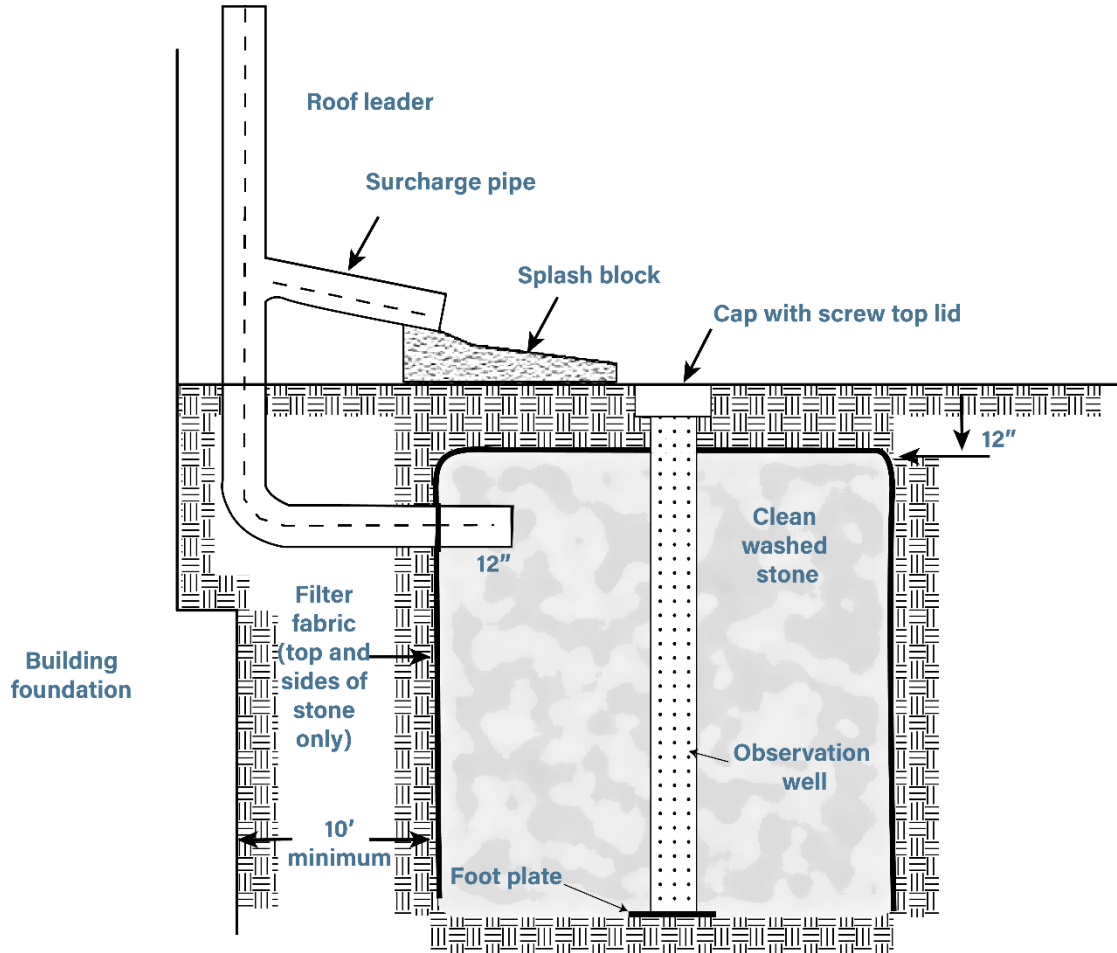 Roof leader
Surcharge pipe
Splash block
Cap with screw top lid
12”
Clean
washed
stone
12”
Filter
fabric
(top and
sides of
stone
only)
Building
foundation
Observation
well
10’
minimum
Foot plate